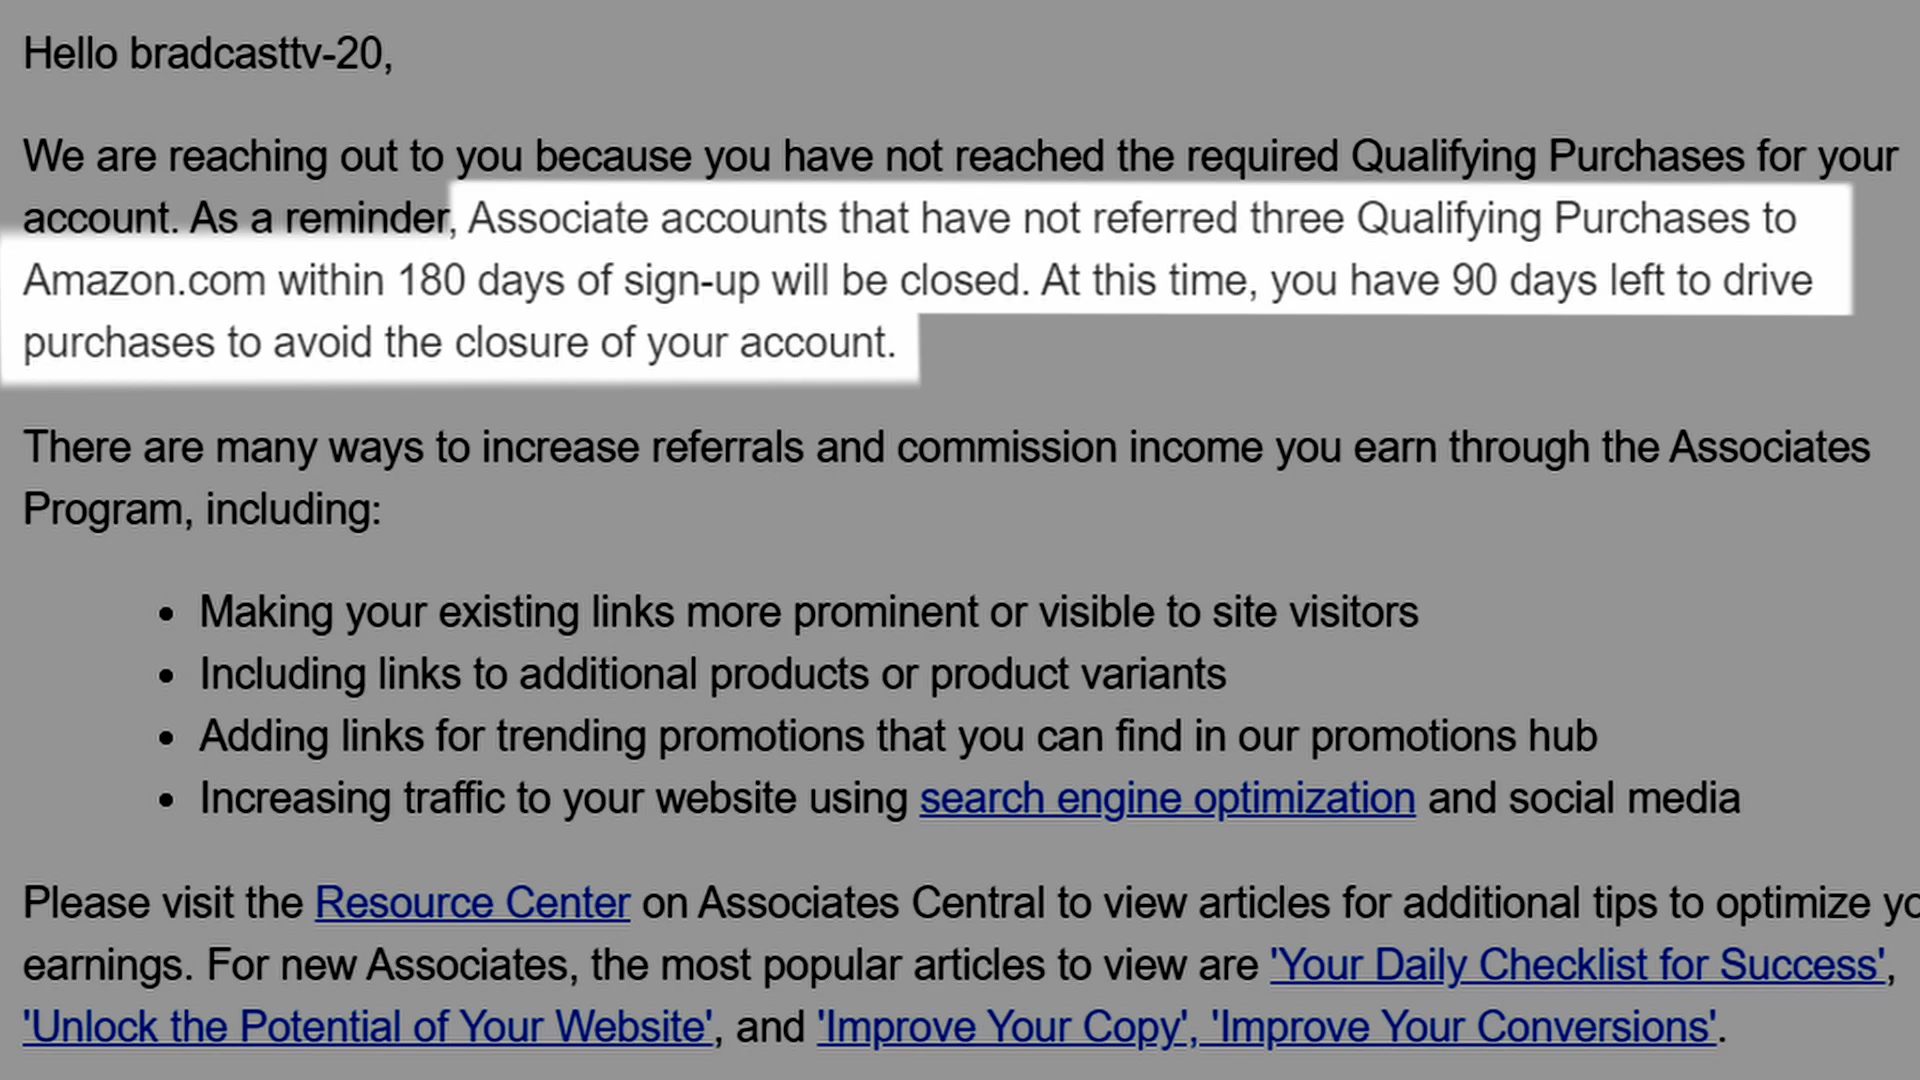 Hello bradcasttv-20,
We are reaching out to you because you have not reached the required Qualifying Purchases for your
account. As a reminder, Associate accounts that have not referred three Qualifying Purchases to
Amazon.com within 180 days of sign-up will be closed. At this time, you have 90 days left to drive
purchases to avoid the closure of your account.
There are many ways to increase referrals and commission income you earn through the Associates
Program, including:
• Making your existing links more prominent or visible to site visitors
• Including links to additional products or product variants
• Adding links for trending promotions that you can find in our promotions hub
• Increasing traffic to your website using search engine optimization and social media
Please visit the Resource Center on Associates Central to view articles for additional tips to optimize yo
earnings. For new Associates, the most popular articles to view are 'Your Daily Checklist for Success',
'Unlock the Potential of Your Website', and 'Improve Your Copy', 'Improve Your Conversions'.